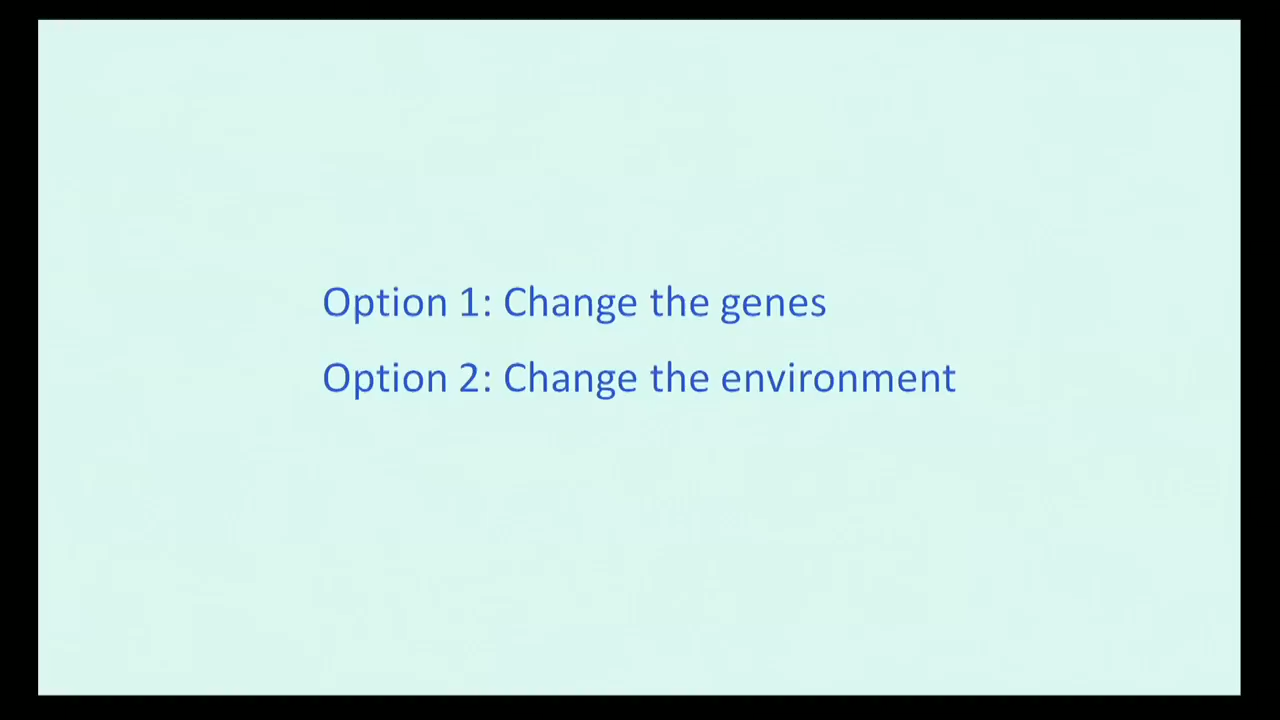 Option 1: Change the genes
Option 2: Change the environment